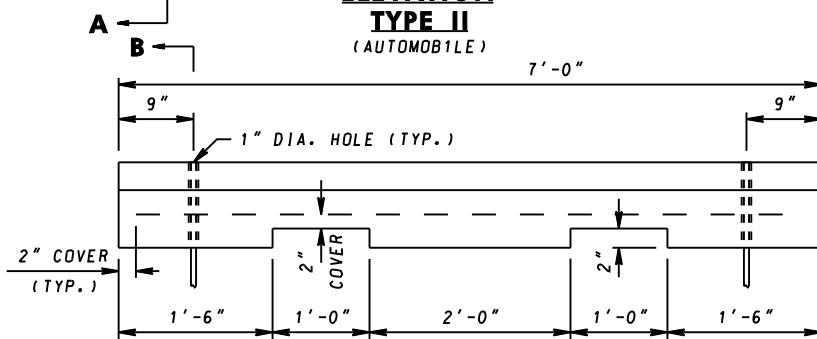 A
TYPE II
B
(AUTOMOBILE)
7'-0"
9"
9"
1" DIA. HOLE (TYP.)
2" COVER
(TYP.)
2"
COVER
2"
1'-6"
1'-0"
2'-0"
1'-0"
1'-6"